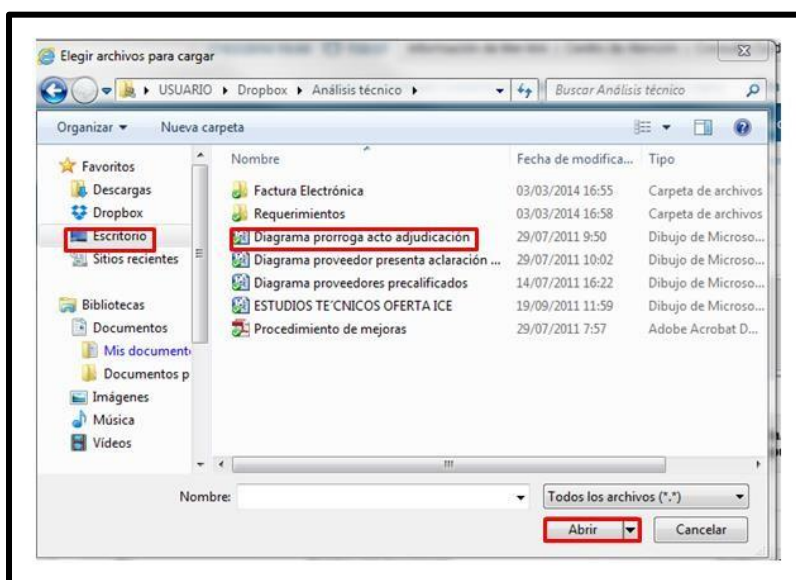 Elegir archivos para cargar
USUARIO Dropbox Análisis técnico
Buscar Análisis técnico
Organizar Nueva carpeta
Nombre Fecha de modifica... Tipo
Favoritos
Descargas
Dropbox
Escritorio
Sitios recientes
Bibliotecas
Documentos
Mis document
Documentos p
Imágenes
Música
Vídeos
Factura Electrónica 03/03/2014 16:55 Carpeta de archivos
Requerimientos 03/03/2014 16:58 Carpeta de archivos
Diagrama prorroga acto adjudicación 29/07/2011 9:50 Dibujo de Microso...
Diagrama proveedor presenta aclaración ... 29/07/2011 10:02 Dibujo de Microso...
Diagrama proveedores precalificados 14/07/2011 16:22 Dibujo de Microso...
ESTUDIOS TE´CNICOS OFERTA ICE 19/09/2011 11:59 Dibujo de Microso...
Procedimiento de mejoras 29/07/2011 7:57 Adobe Acrobat D...
Nombre: Todos los archivos (*.*)
Abrir Cancelar